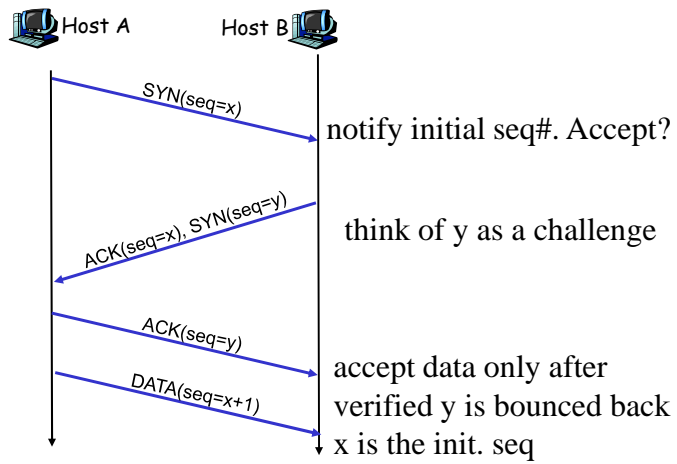 Host A
Host B
SYN(seq=x)
notify initial seq#. Accept?
ACK(seq=x), SYN(seq=y)
think of y as a challenge
ACK(seq=y)
DATA(seq=x+1)
accept data only after
verified y is bounced back
x is the init. seq